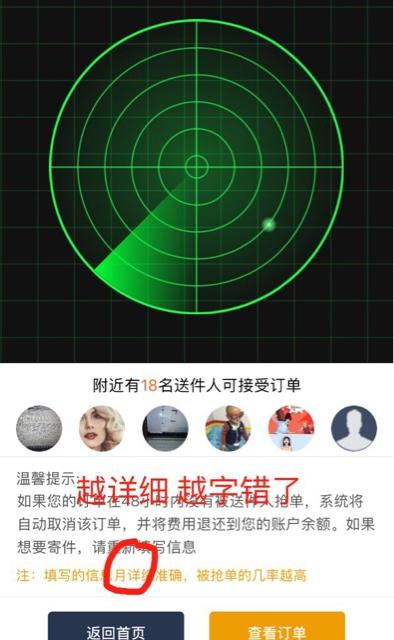 附近有18名送件人可接受订单
温馨提示:
越详细 越字错了
如果您的订单在48小时内没有被送件人抢单，系统将
自动取消该订单，并将费用退还到您的账户余额。如果
想要寄件，请重新填写信息
注：填写的信息月详细准确，被抢单的几率越高
返回首页 查看订单